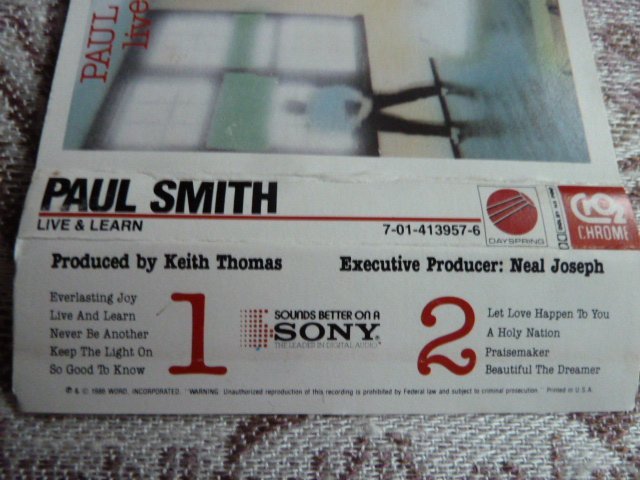 PAUL
live
PAUL SMITH
LIVE & LEARN
7-01-413957-6
DAYSPRING
CrO2
CHROME
Produced by Keith Thomas
Executive Producer: Neal Joseph
Everlasting Joy
Live And Learn
Never Be Another
Keep The Light On
So Good To Know
1
SOUNDS BETTER ON A
SONY
THE LEADER IN DIGITAL AUDIO
2
Let Love Happen To You
A Holy Nation
Praisemaker
Beautiful The Dreamer
℗ & © 1986 WORD, INCORPORATED. "WARNING: Unauthorized reproduction of this recording is prohibited by Federal law and subject to criminal prosecution." Printed in U.S.A.